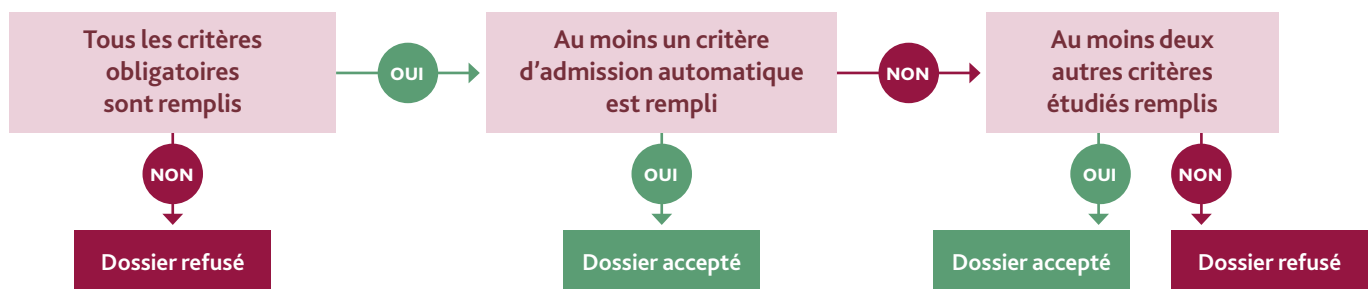 Tous les critères
obligatoires
sont remplis
OUI
Au moins un critère
d'admission automatique
est rempli
NON
Au moins deux
autres critères
étudiés remplis
NON
OUI
OUI
NON
Dossier refusé
Dossier accepté
Dossier accepté
Dossier refusé